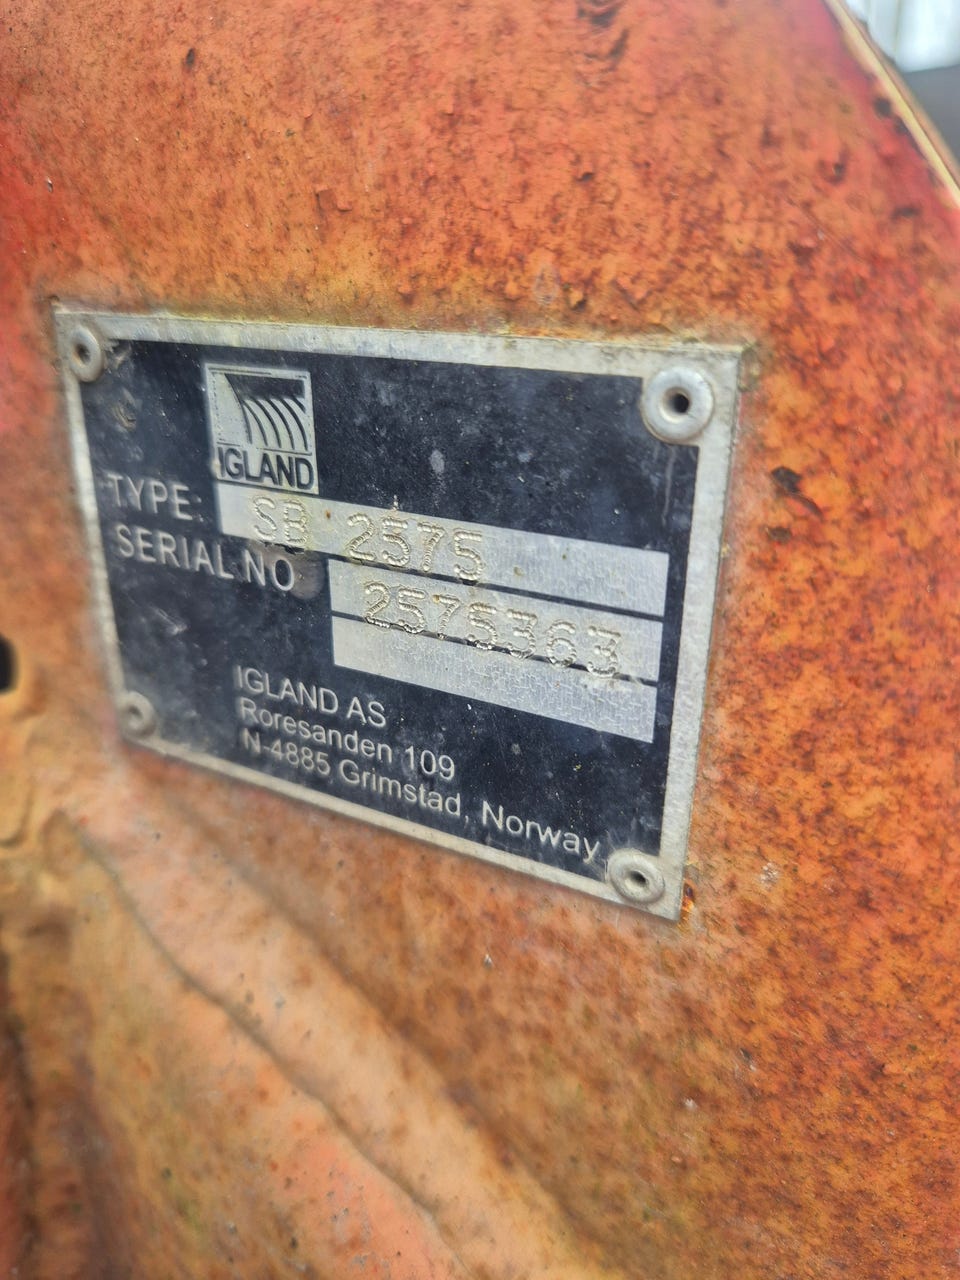 IGLAND
TYPE: SB 2575
SERIAL NO 2575363
IGLAND AS
Roresanden 109
N-4885 Grimstad, Norway